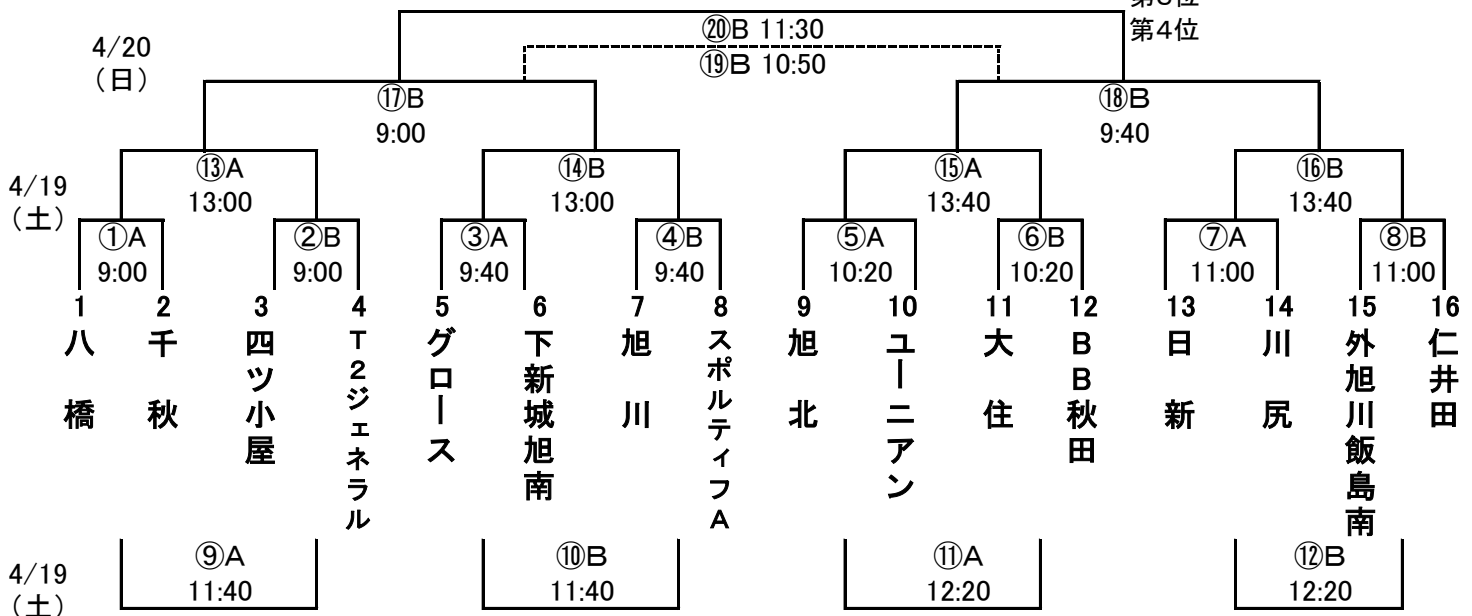 第4位
⑳B 11:30
4/20
(日)
⑲B 10:50
⑰B
9:00
⑱B
9:40
4/19
(土)
⑬A
13:00
⑭B
13:00
⑮A
13:40
⑯B
13:40
①A
9:00
②B
9:00
③A
9:40
④B
9:40
⑤A
10:20
⑥B
10:20
⑦A
11:00
⑧B
11:00
1 2 3 4 5 6 7 8 9 10 11 12 13 14 15 16
八橋
千秋
四ツ小屋
T2ジェネラル
グロース
下新城旭南
旭川
スポルティフA
旭北
ユーニアン
大住
BB秋田
日新
川尻
外旭川飯島南
仁井田
4/19
(土)
⑨A
11:40
⑩B
11:40
⑪A
12:20
⑫B
12:20